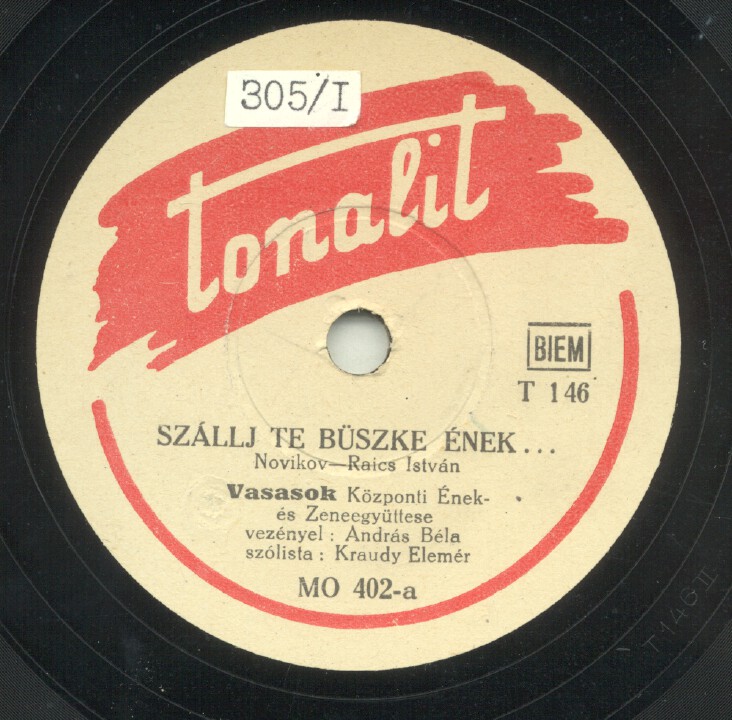 305/I
tonalit
BIEM
T 146
SZÁLLJ TE BÜSZKE ÉNEK...
Novikov—Raics István
Vasasok Központi Ének-
és Zeneegyüttese
vezényel : András Béla
szólista : Kraudy Elemér
MO 402-a
T 146 II